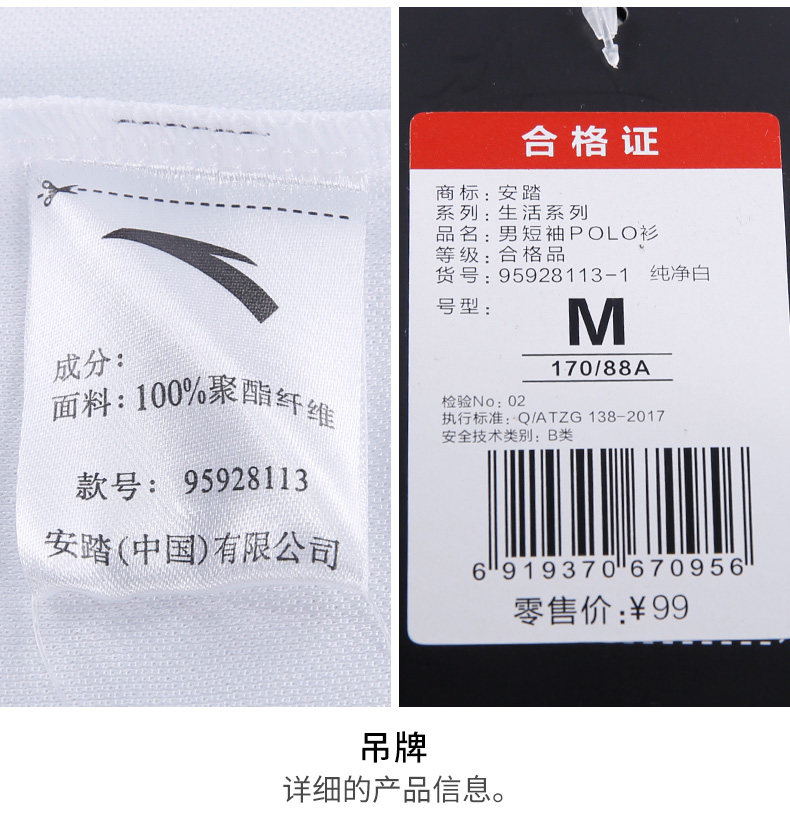 成分：
面料：100%聚酯纤维
款号：95928113
安踏(中国)有限公司
合格证
商标：安踏
系列：生活系列
品名：男短袖POLO衫
等级：合格品
货号：95928113-1 纯净白
号型：M
170/88A
检验No: 02
执行标准：Q/ATZG 138-2017
安全技术类别：B类
6 919370 670956
零售价：¥99
吊牌
详细的产品信息。